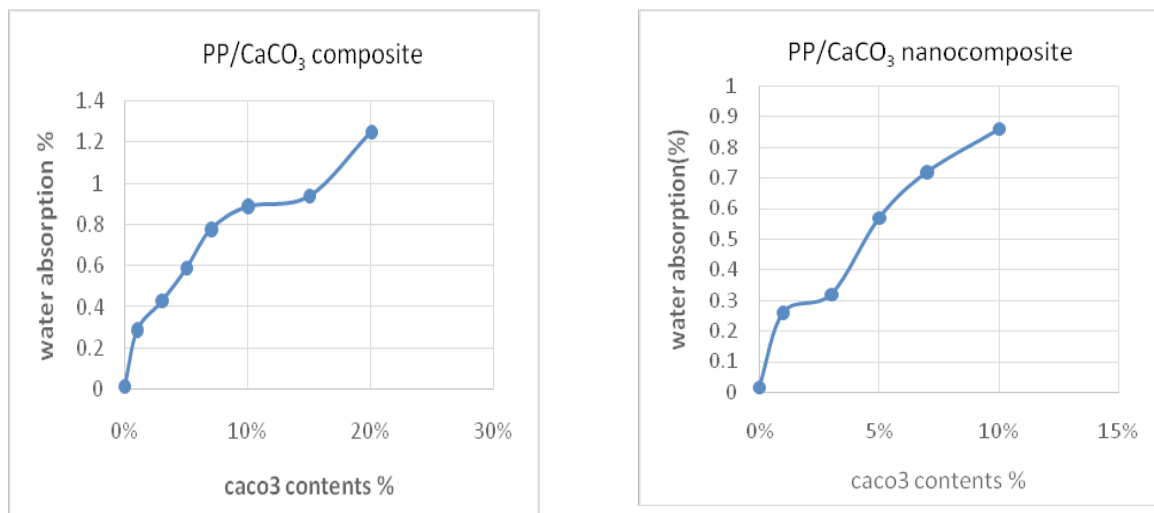 PP/CaCO₃ composite
1.4
1.2
1
0.8
0.6
0.4
0.2
0
water absorption %
0% 10% 20% 30%
caco3 contents %
PP/CaCO₃ nanocomposite
1
0.9
0.8
0.7
0.6
0.5
0.4
0.3
0.2
0.1
0
water absorption(%)
0% 5% 10% 15%
caco3 contents %